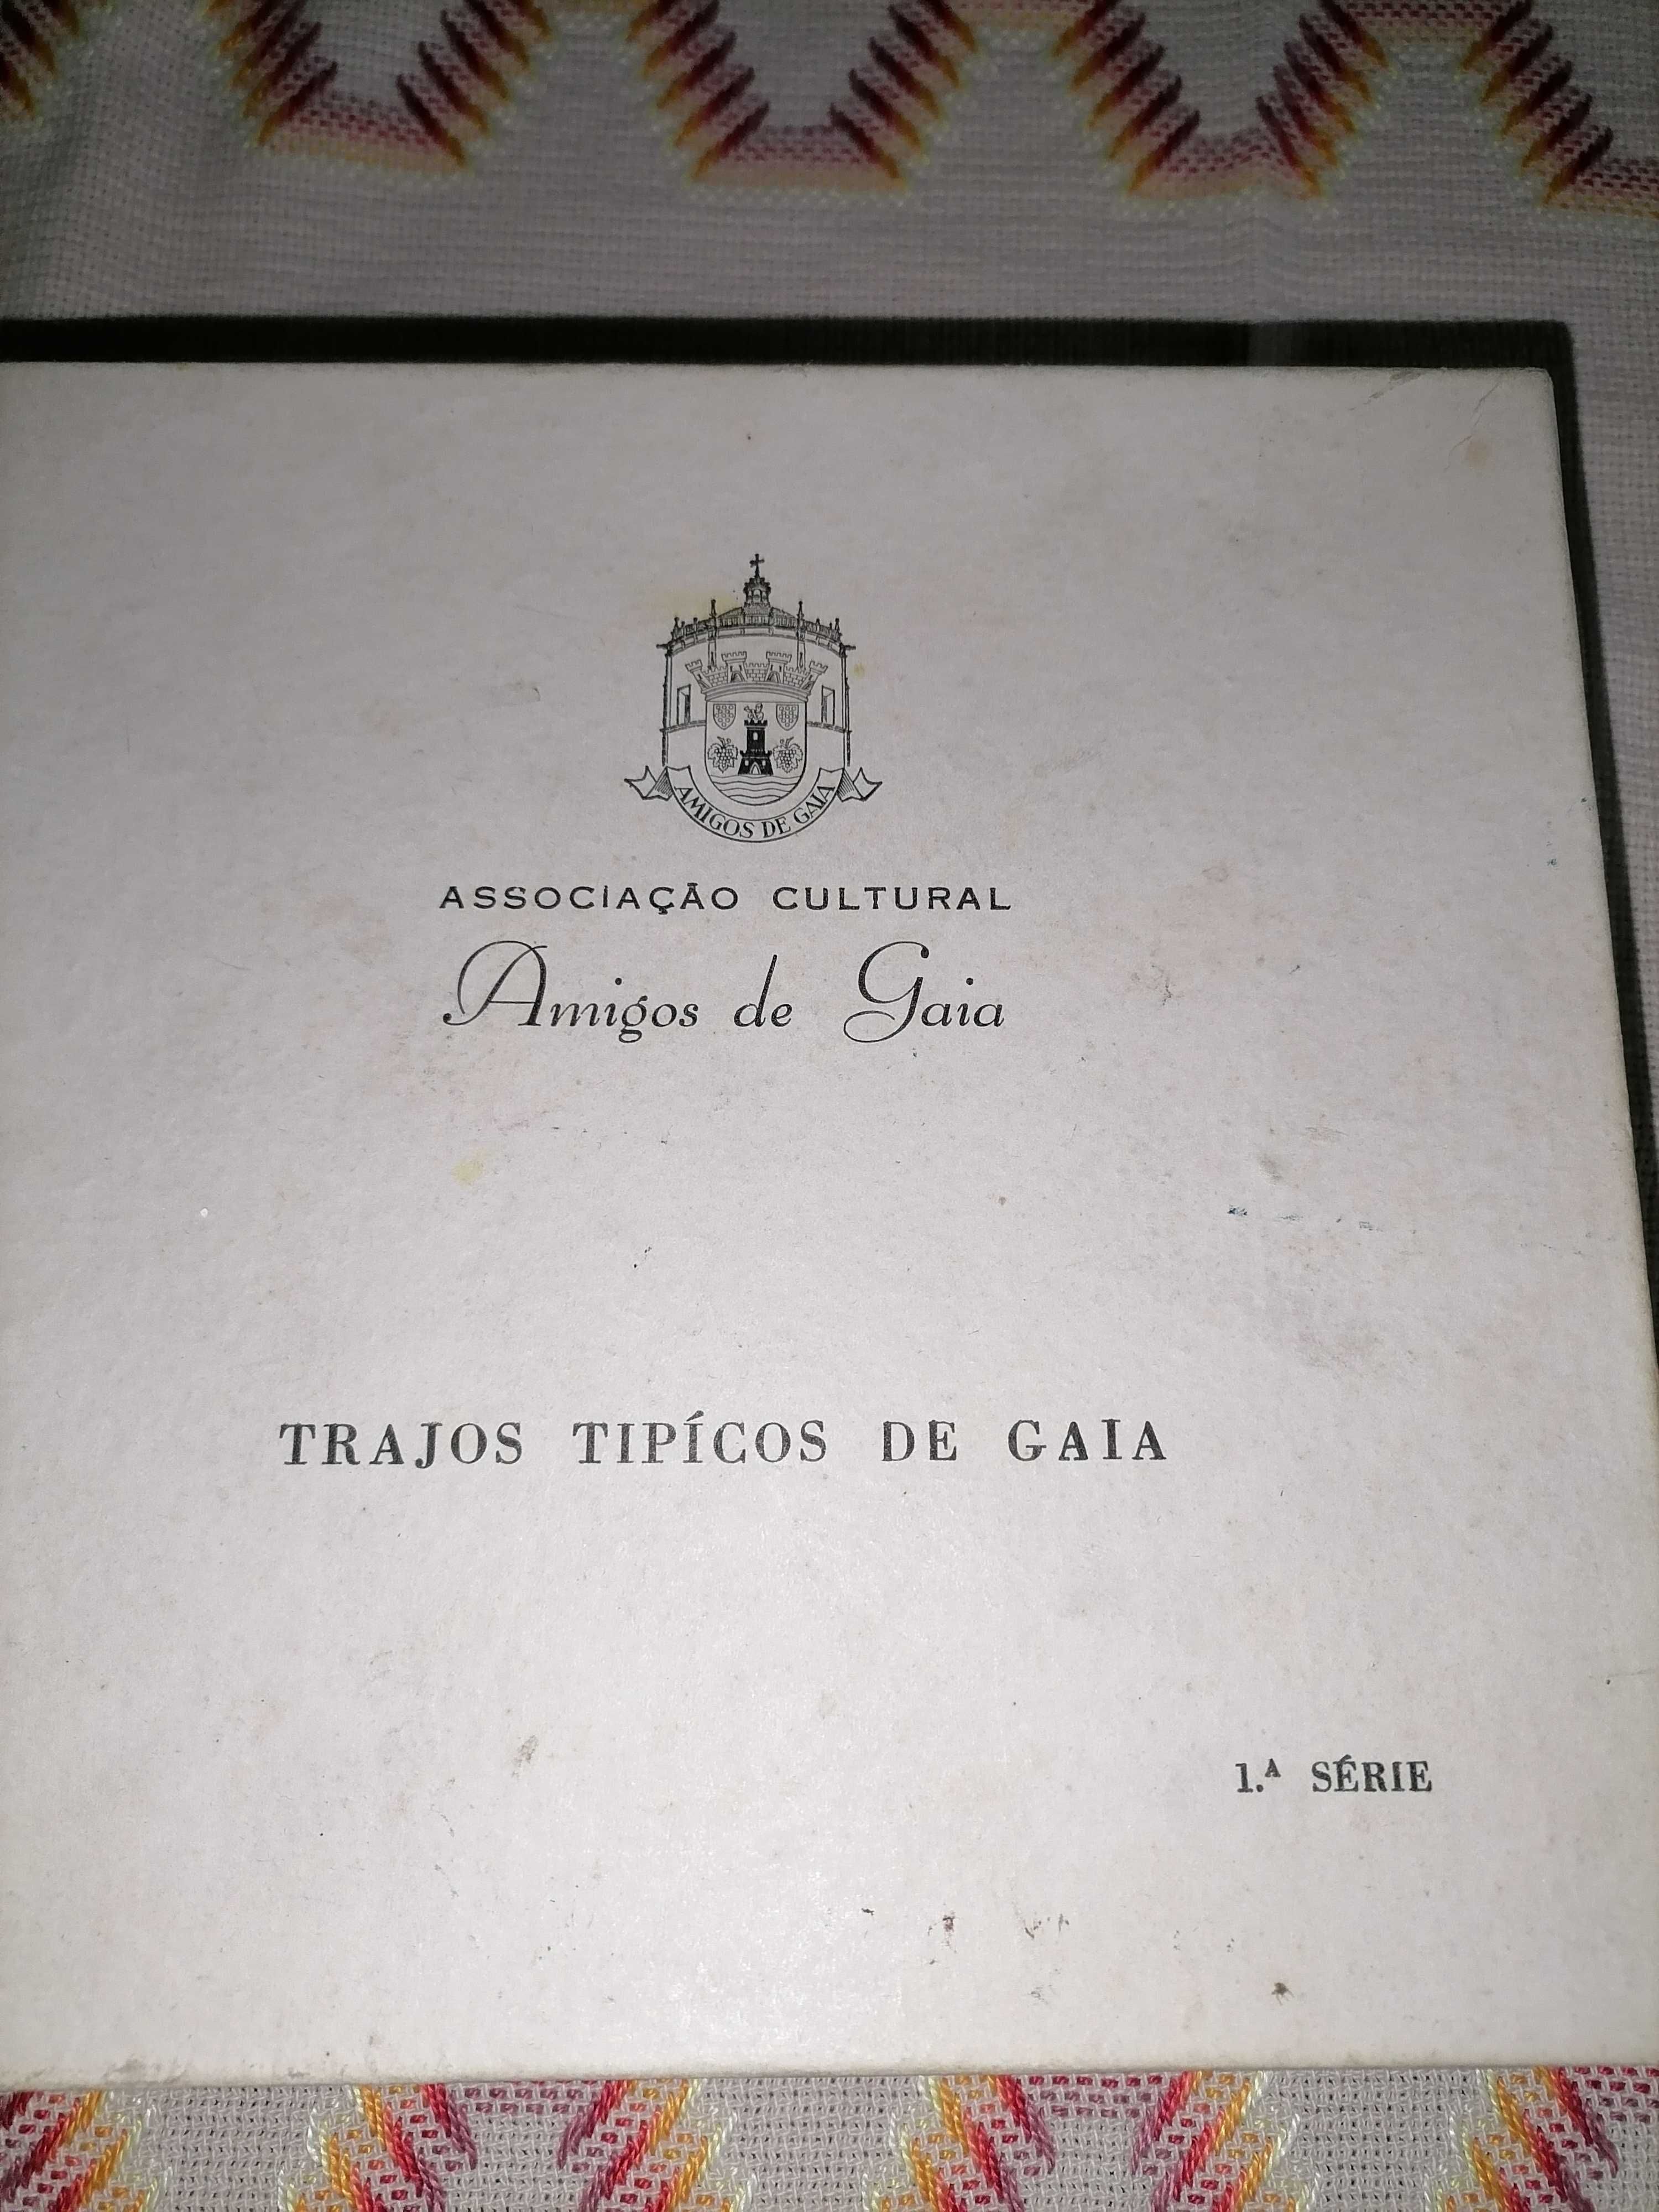 AMIGOS DE GAIA
ASSOCIAÇÃO CULTURAL
Amigos de Gaia
TRAJOS TIPÍCOS DE GAIA
1.ª SÉRIE